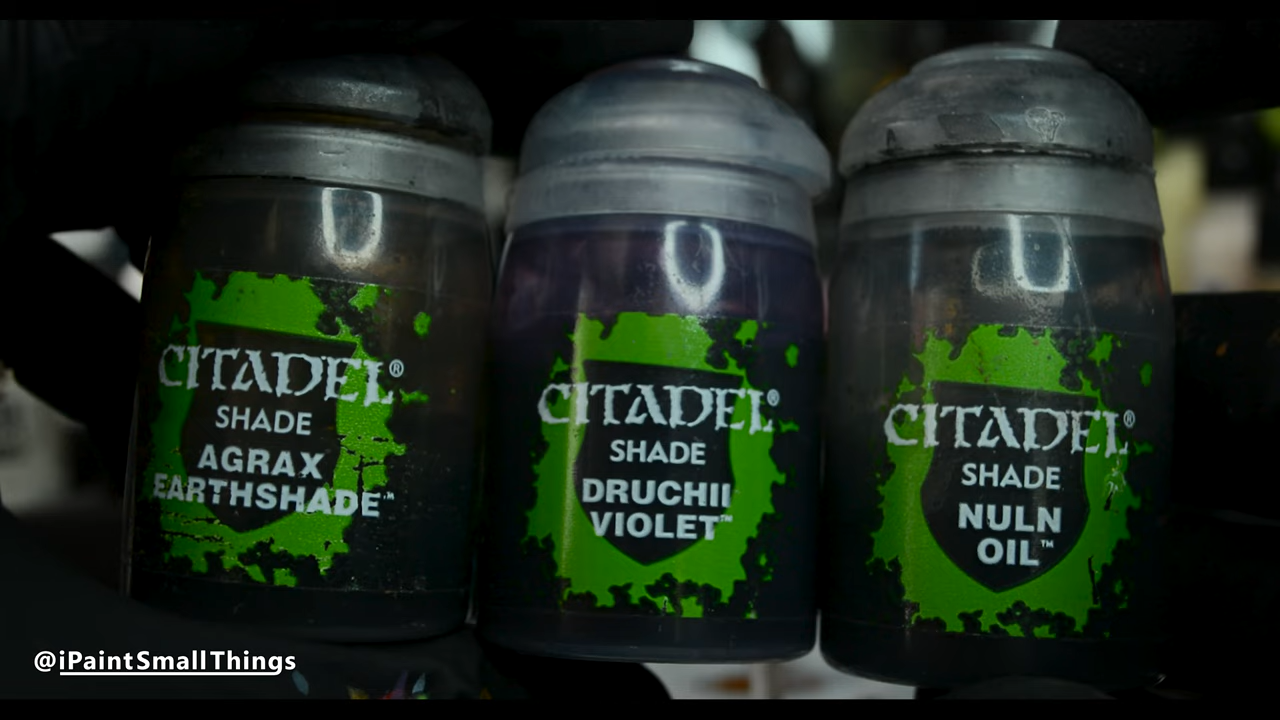 CITADEL®
SHADE
AGRAX
EARTHSHADE™
CITADEL®
SHADE
DRUCHII
VIOLET™
CITADEL®
SHADE
NULN
OIL™
@iPaintSmallThings